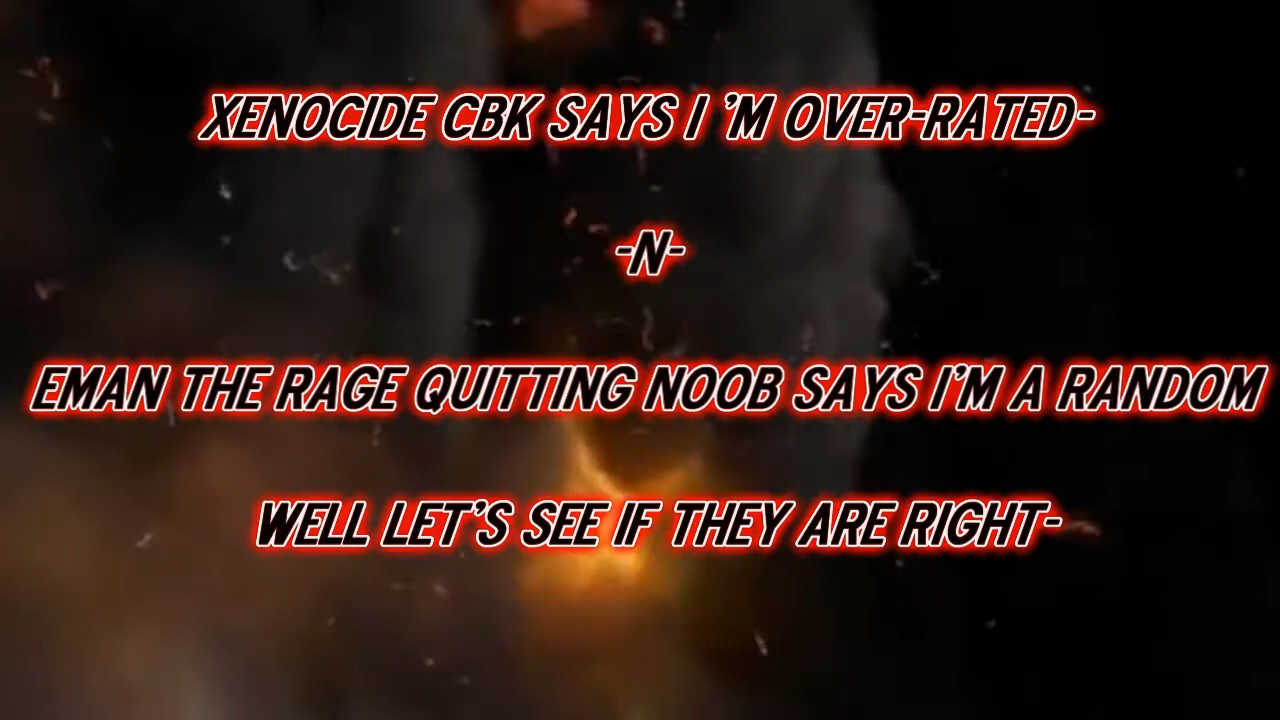 XENOCIDE CBK SAYS I 'M OVER-RATED-
-N-
EMAN THE RAGE QUITTING NOOB SAYS I'M A RANDOM
WELL LET'S SEE IF THEY ARE RIGHT-